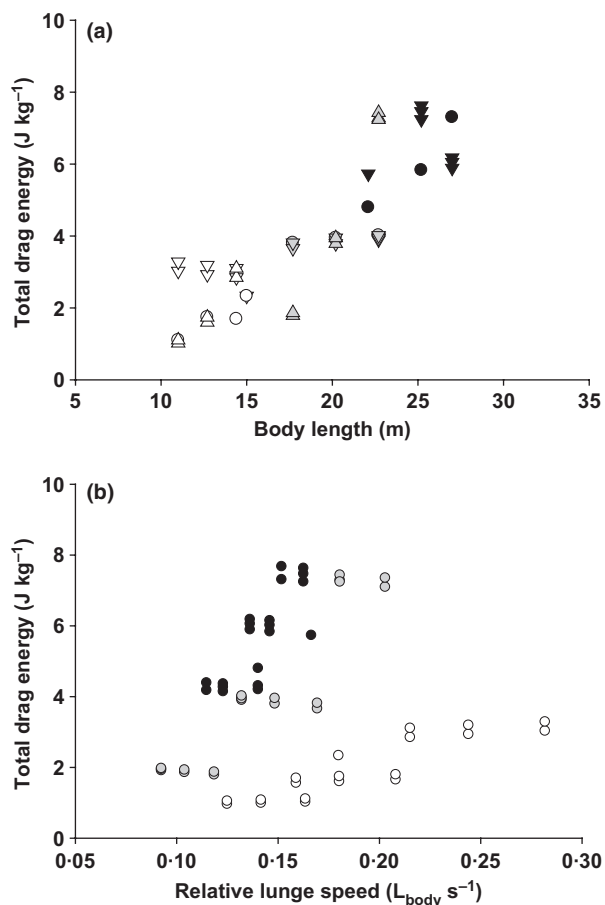 (a)
Total drag energy (J kg⁻¹)
10
8
6
4
2
0
5 10 15 20 25 30 35
Body length (m)
(b)
Total drag energy (J kg⁻¹)
10
8
6
4
2
0
0·05 0·10 0·15 0·20 0·25 0·30
Relative lunge speed (L_body s⁻¹)